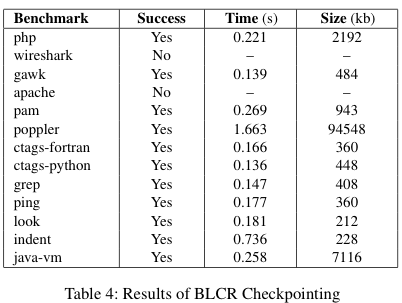 Benchmark Success Time (s) Size (kb)
php Yes 0.221 2192
wireshark No – –
gawk Yes 0.139 484
apache No – –
pam Yes 0.269 943
poppler Yes 1.663 94548
ctags-fortran Yes 0.166 360
ctags-python Yes 0.136 448
grep Yes 0.147 408
ping Yes 0.177 360
look Yes 0.181 212
indent Yes 0.736 228
java-vm Yes 0.258 7116
Table 4: Results of BLCR Checkpointing